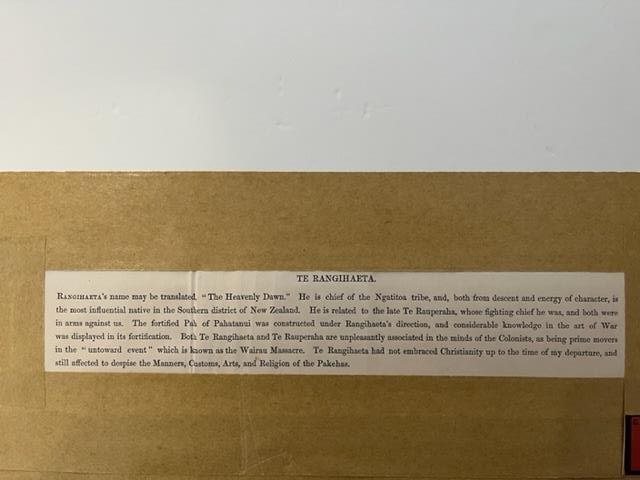 TE RANGIHAETA.
RANGIHAETA's name may be translated, "The Heavenly Dawn." He is chief of the Ngatitoa tribe, and, both from descent and energy of character, is
the most influential native in the Southern district of New Zealand. He is related to the late Te Rauperaha, whose fighting chief he was, and both were
in arms against us. The fortified Pah of Pahatanui was constructed under Rangihaeta's direction, and considerable knowledge in the art of War
was displayed in its fortification. Both Te Rangihaeta and Te Rauperaha are unpleasantly associated in the minds of the Colonists, as being prime movers
in the "untoward event" which is known as the Wairau Massacre. Te Rangihaeta had not embraced Christianity up to the time of my departure, and
still affected to despise the Manners, Customs, Arts, and Religion of the Pakehas.